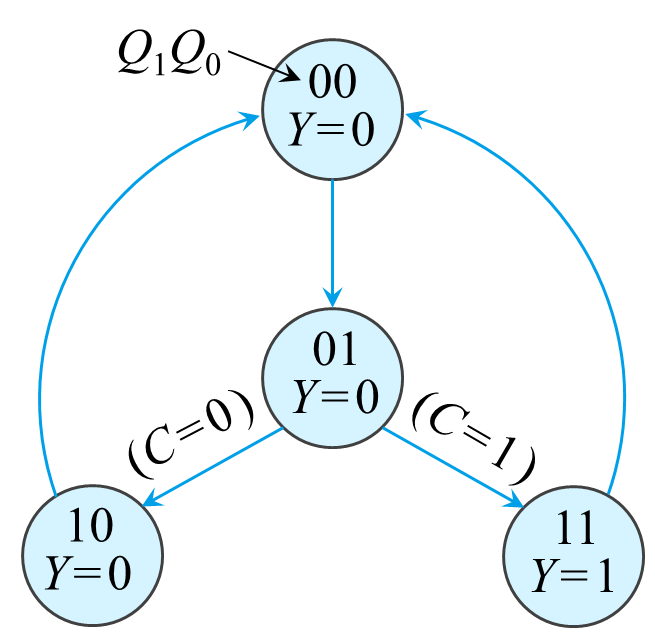 Q₁Q₀
00
Y=0
01
Y=0
(C=0)
(C=1)
10
Y=0
11
Y=1